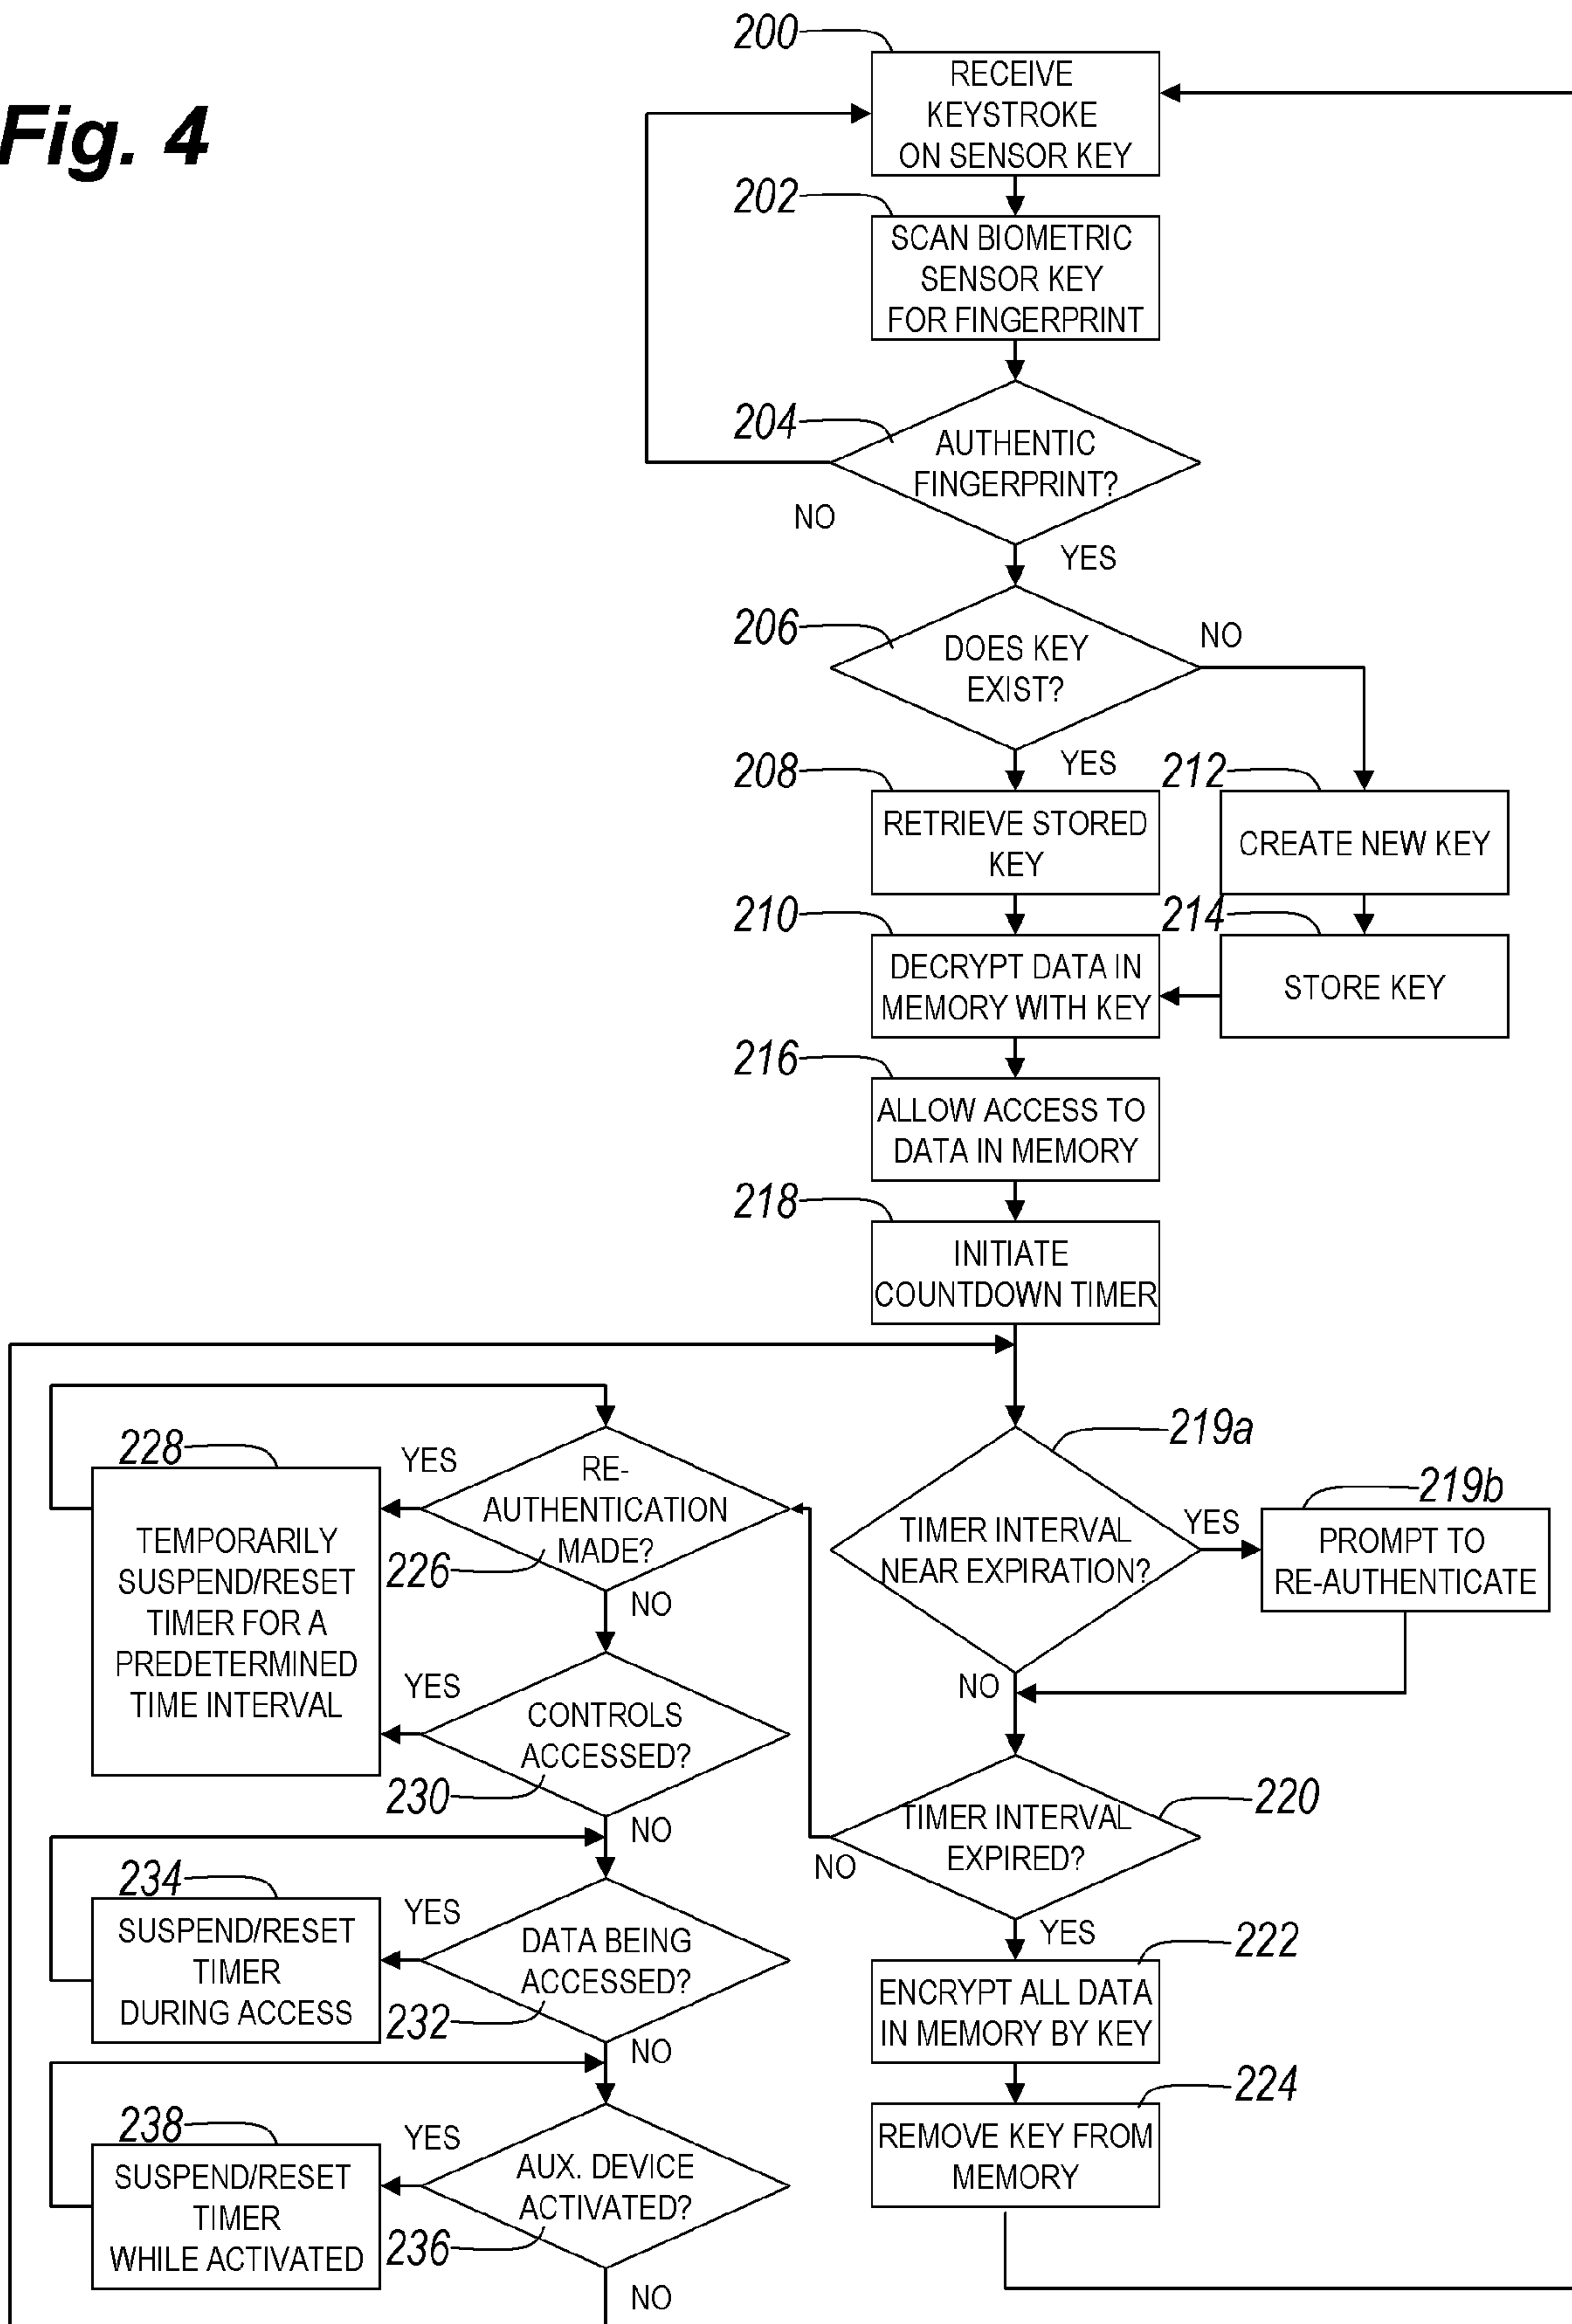 Fig. 4
200
RECEIVE
KEYSTROKE
ON SENSOR KEY
202
SCAN BIOMETRIC
SENSOR KEY
FOR FINGERPRINT
204
AUTHENTIC
FINGERPRINT?
NO
YES
206
DOES KEY
EXIST?
NO
YES
208
RETRIEVE STORED
KEY
212
CREATE NEW KEY
210
DECRYPT DATA IN
MEMORY WITH KEY
214
STORE KEY
216
ALLOW ACCESS TO
DATA IN MEMORY
218
INITIATE
COUNTDOWN TIMER
219a
TIMER INTERVAL
NEAR EXPIRATION?
YES
219b
PROMPT TO
RE-AUTHENTICATE
NO
220
TIMER INTERVAL
EXPIRED?
NO
YES
222
ENCRYPT ALL DATA
IN MEMORY BY KEY
224
REMOVE KEY FROM
MEMORY
226
RE-
AUTHENTICATION
MADE?
YES
NO
228
TEMPORARILY
SUSPEND/RESET
TIMER FOR A
PREDETERMINED
TIME INTERVAL
230
CONTROLS
ACCESSED?
YES
NO
232
DATA BEING
ACCESSED?
YES
NO
234
SUSPEND/RESET
TIMER
DURING ACCESS
236
AUX. DEVICE
ACTIVATED?
YES
NO
238
SUSPEND/RESET
TIMER
WHILE ACTIVATED